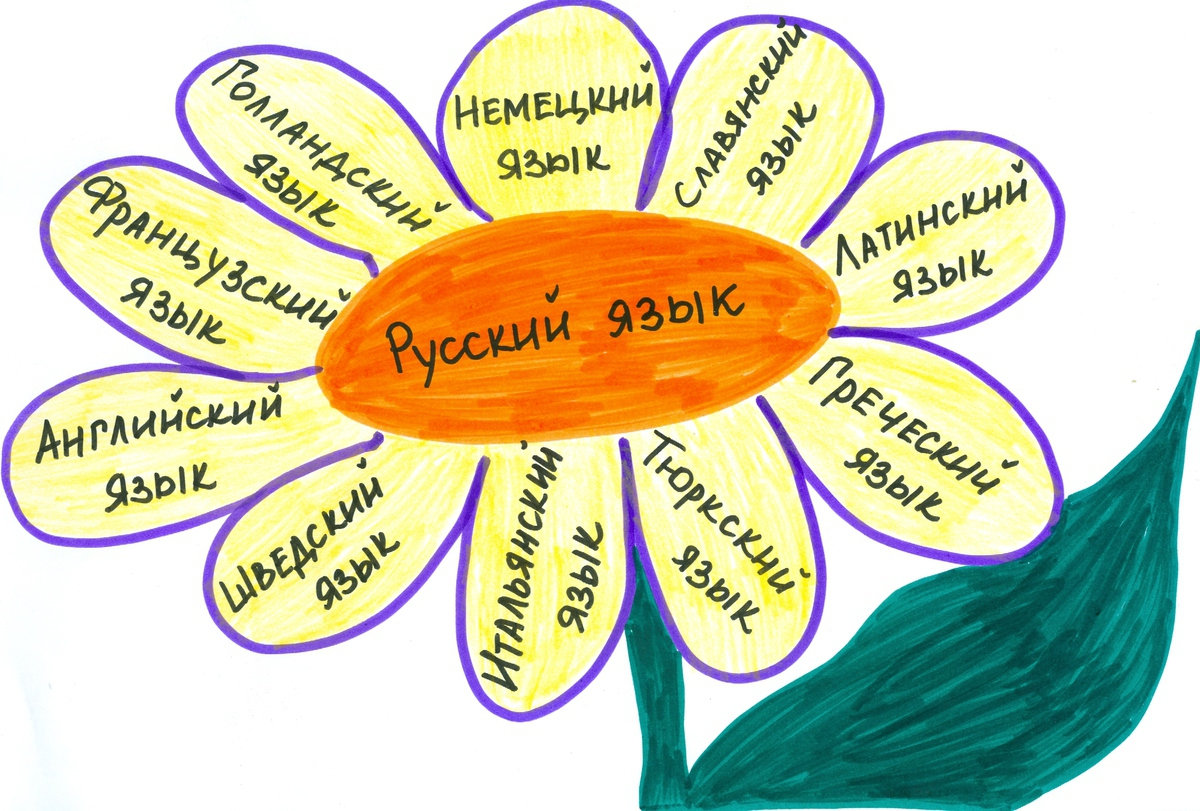 Немецкий
язык
Славянский
язык
Латинский
язык
Греческий
язык
Тюркский
язык
Итальянский
язык
Шведский
язык
Английский
язык
Французский
язык
Голландский
язык
Русский язык